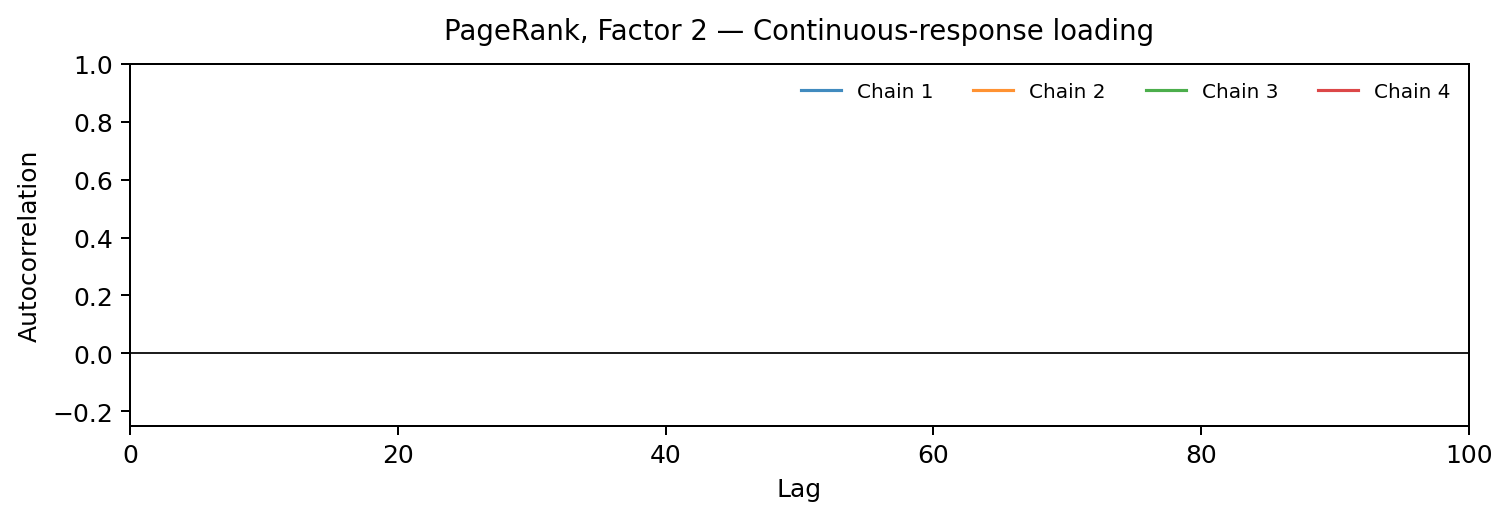 PageRank, Factor 2 — Continuous-response loading
Chain 1
Chain 2
Chain 3
Chain 4
Autocorrelation
1.0
0.8
0.6
0.4
0.2
0.0
−0.2
0
20
40
60
80
100
Lag